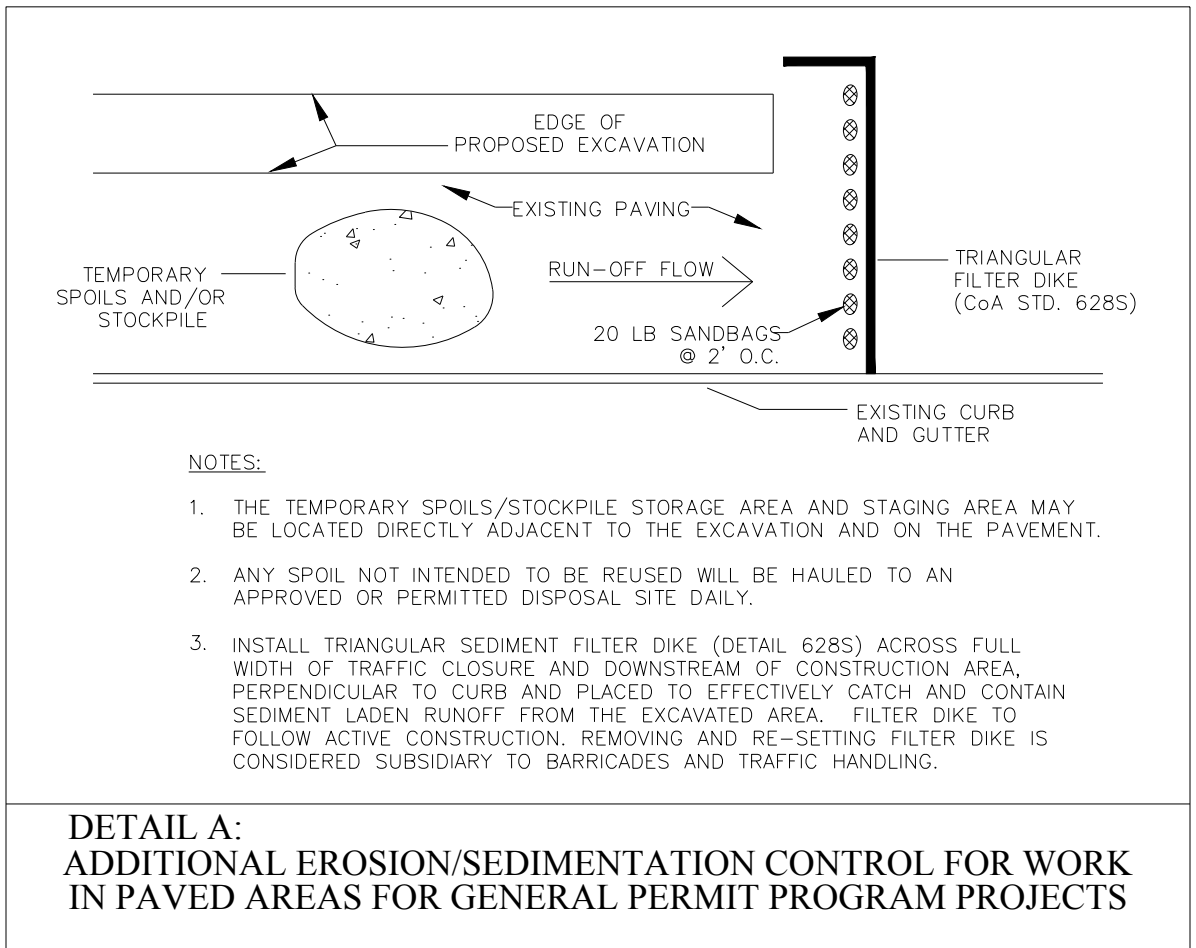 EDGE OF
PROPOSED EXCAVATION
EXISTING PAVING
TEMPORARY
SPOILS AND/OR
STOCKPILE
RUN-OFF FLOW
TRIANGULAR
FILTER DIKE
(CoA STD. 628S)
20 LB SANDBAGS
@ 2' O.C.
EXISTING CURB
AND GUTTER
NOTES:
1. THE TEMPORARY SPOILS/STOCKPILE STORAGE AREA AND STAGING AREA MAY
BE LOCATED DIRECTLY ADJACENT TO THE EXCAVATION AND ON THE PAVEMENT.
2. ANY SPOIL NOT INTENDED TO BE REUSED WILL BE HAULED TO AN
APPROVED OR PERMITTED DISPOSAL SITE DAILY.
3. INSTALL TRIANGULAR SEDIMENT FILTER DIKE (DETAIL 628S) ACROSS FULL
WIDTH OF TRAFFIC CLOSURE AND DOWNSTREAM OF CONSTRUCTION AREA,
PERPENDICULAR TO CURB AND PLACED TO EFFECTIVELY CATCH AND CONTAIN
SEDIMENT LADEN RUNOFF FROM THE EXCAVATED AREA. FILTER DIKE TO
FOLLOW ACTIVE CONSTRUCTION. REMOVING AND RE-SETTING FILTER DIKE IS
CONSIDERED SUBSIDIARY TO BARRICADES AND TRAFFIC HANDLING.
DETAIL A:
ADDITIONAL EROSION/SEDIMENTATION CONTROL FOR WORK
IN PAVED AREAS FOR GENERAL PERMIT PROGRAM PROJECTS